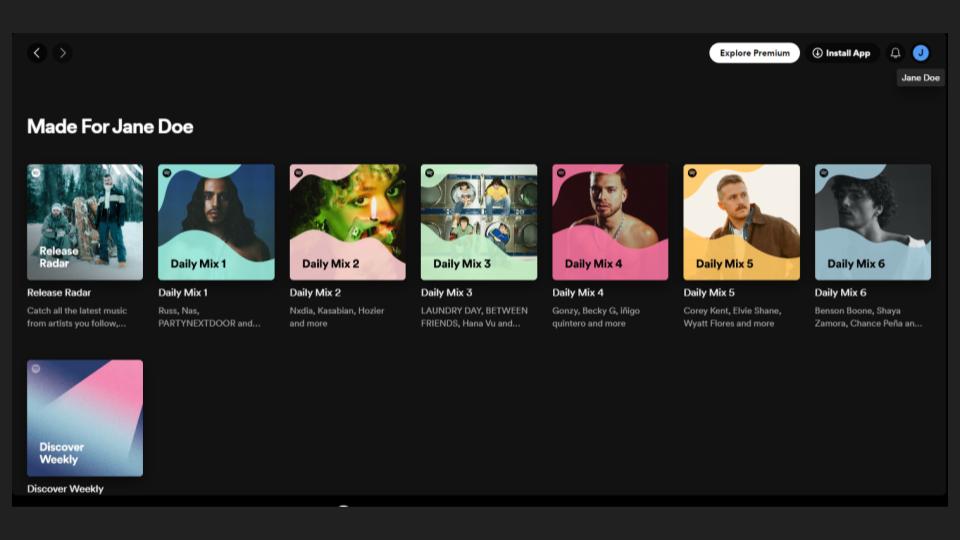 Explore Premium
Install App
J
Jane Doe
Made For Jane Doe
Release
Radar
Daily Mix 1
Daily Mix 2
Daily Mix 3
Daily Mix 4
Daily Mix 5
Daily Mix 6
Release Radar
Catch all the latest music
from artists you follow,...
Daily Mix 1
Russ, Nas,
PARTYNEXTDOOR and...
Daily Mix 2
Nxdia, Kasabian, Hozier
and more
Daily Mix 3
LAUNDRY DAY, BETWEEN
FRIENDS, Hana Vu and...
Daily Mix 4
Gonzy, Becky G, iñigo
quintero and more
Daily Mix 5
Corey Kent, Elvie Shane,
Wyatt Flores and more
Daily Mix 6
Benson Boone, Shaya
Zamora, Chance Peña an...
Discover
Weekly
Discover Weekly